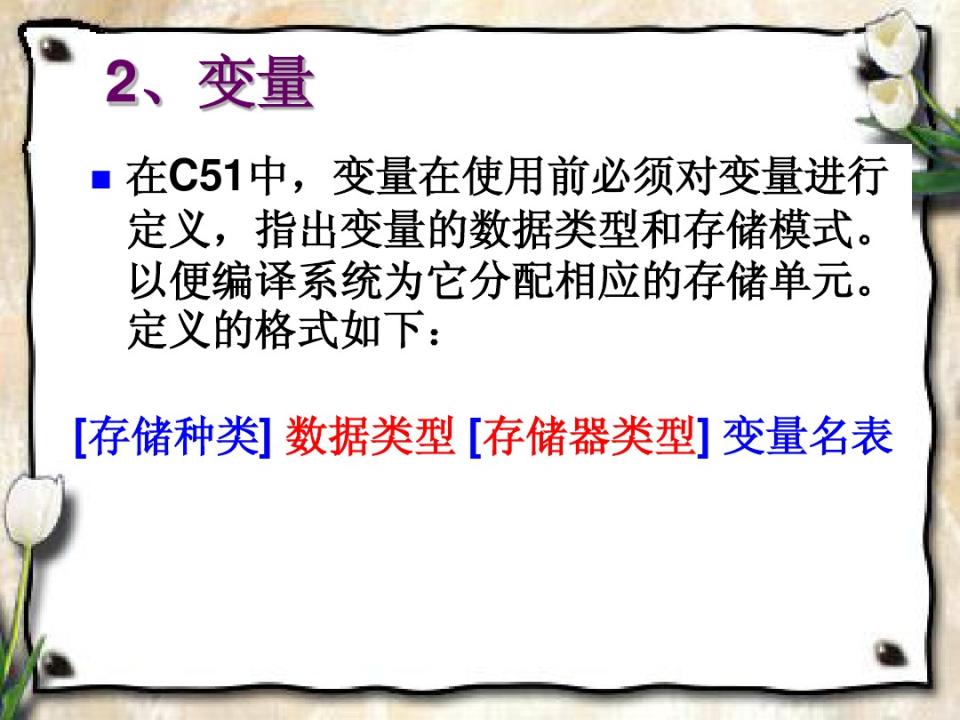 2、变量
在C51中，变量在使用前必须对变量进行
定义，指出变量的数据类型和存储模式。
以便编译系统为它分配相应的存储单元。
定义的格式如下：
[存储种类] 数据类型 [存储器类型] 变量名表